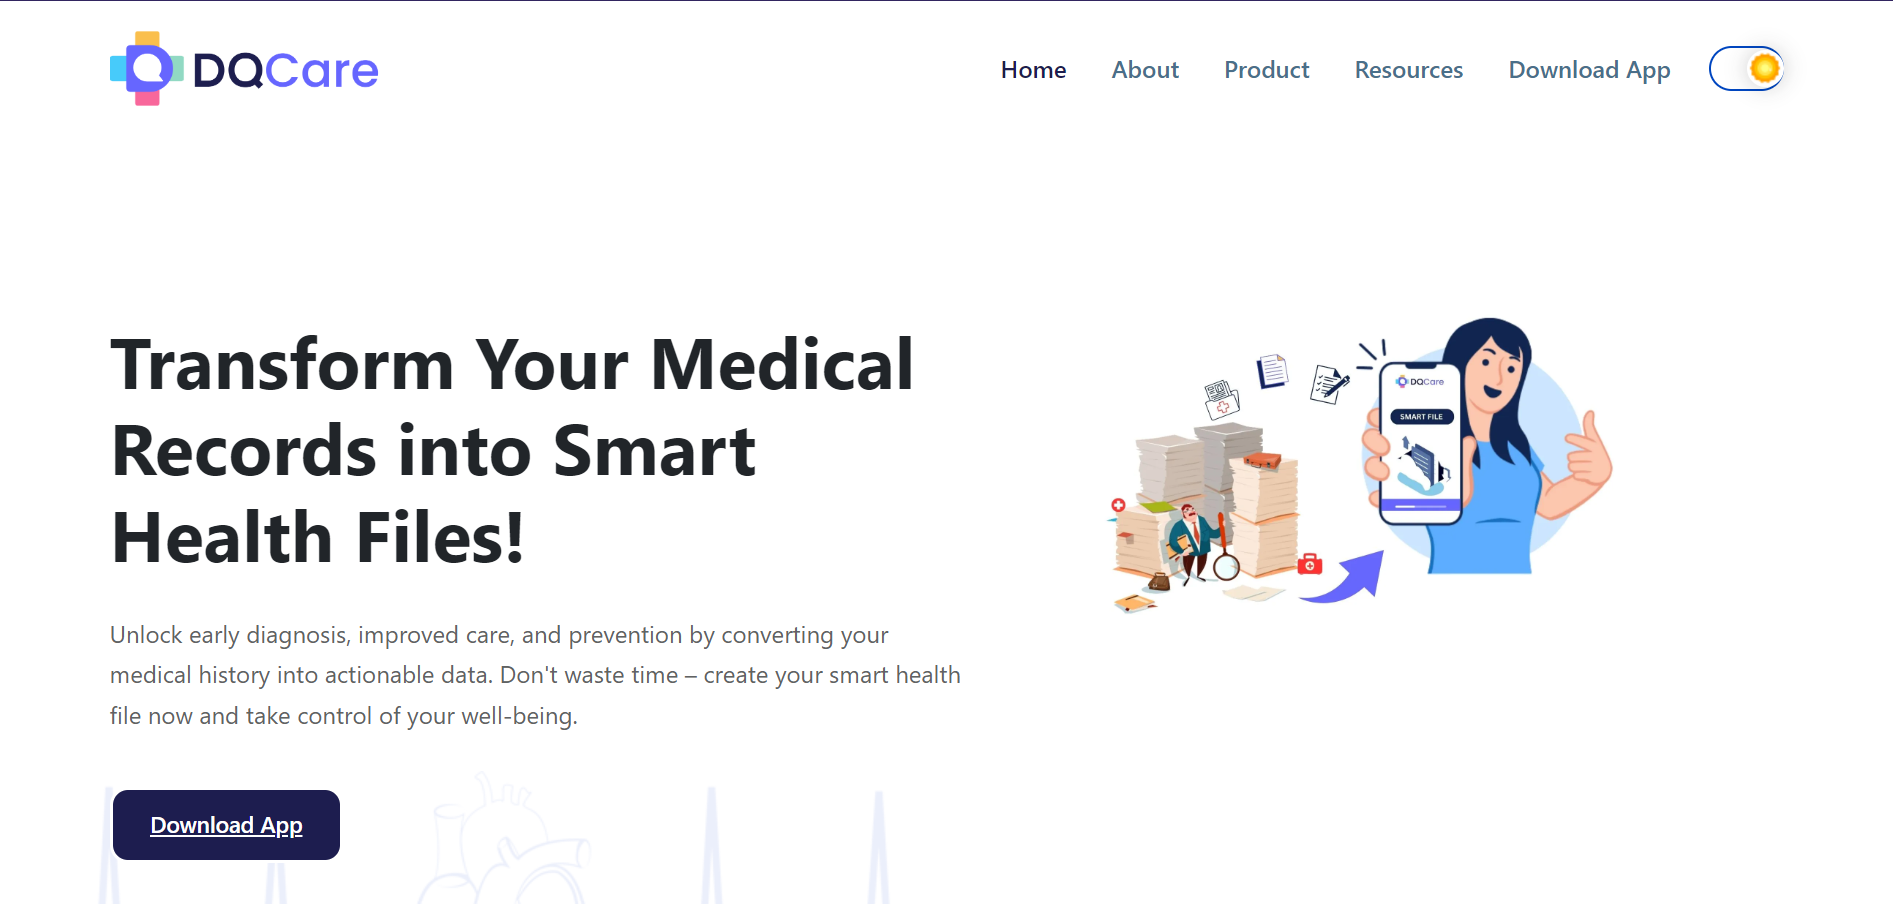 DQCare
Home
About
Product
Resources
Download App
Transform Your Medical
Records into Smart
Health Files!
Unlock early diagnosis, improved care, and prevention by converting your
medical history into actionable data. Don't waste time – create your smart health
file now and take control of your well-being.
Download App
DQCare
SMART FILE